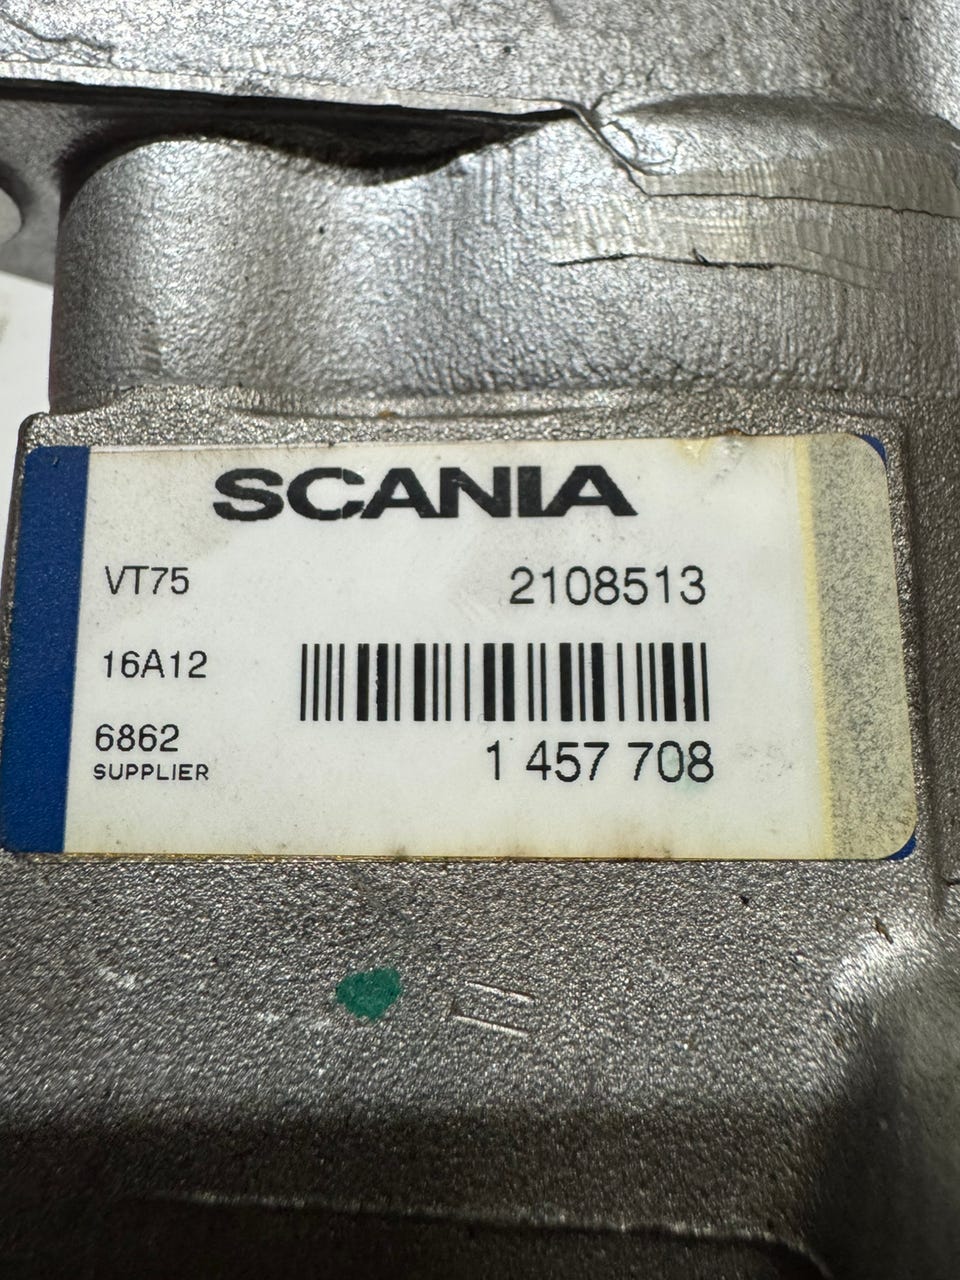 SCANIA
VT75 2108513
16A12
6862
SUPPLIER
1 457 708